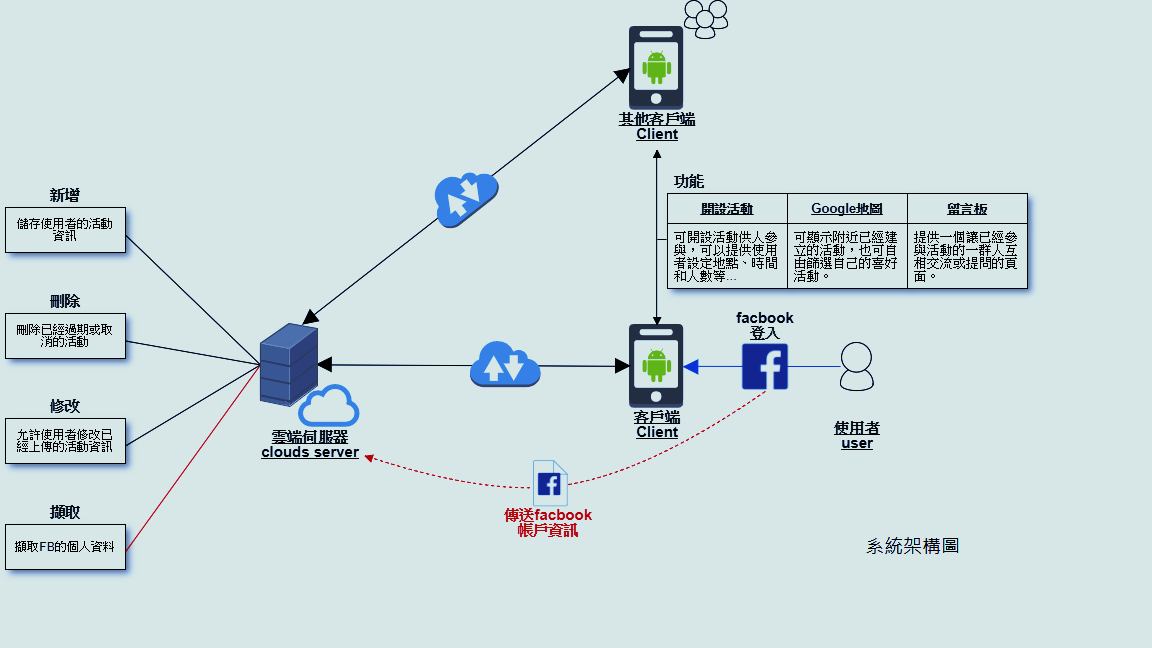 其他客戶端
Client
功能
開設活動
Google地圖
留言板
可開設活動供人參
與，可以提供使用
者設定地點、時間
和人數等...
可顯示附近已經建
立的活動，也可自
由篩選自己的喜好
活動。
提供一個讓已經參
與活動的一群人互
相交流或提問的頁
面。
新增
儲存使用者的活動
資訊
刪除
刪除已經過期或取
消的活動
修改
允許使用者修改已
經上傳的活動資訊
擷取
擷取FB的個人資料
雲端伺服器
clouds server
客戶端
Client
facbook
登入
使用者
user
傳送facbook
帳戶資訊
系統架構圖